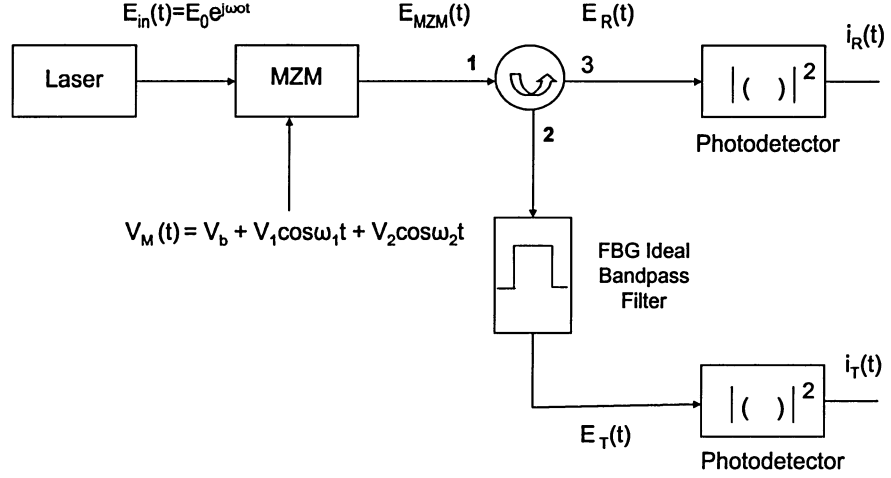 E_in(t)=E_0e^jωot
E_MZM(t)
E_R(t)
i_R(t)
Laser
MZM
1
3
|( )|^2
2
Photodetector
V_M (t) = V_b + V_1cosω_1t + V_2cosω_2t
FBG Ideal
Bandpass
Filter
i_T(t)
|( )|^2
E_T(t)
Photodetector